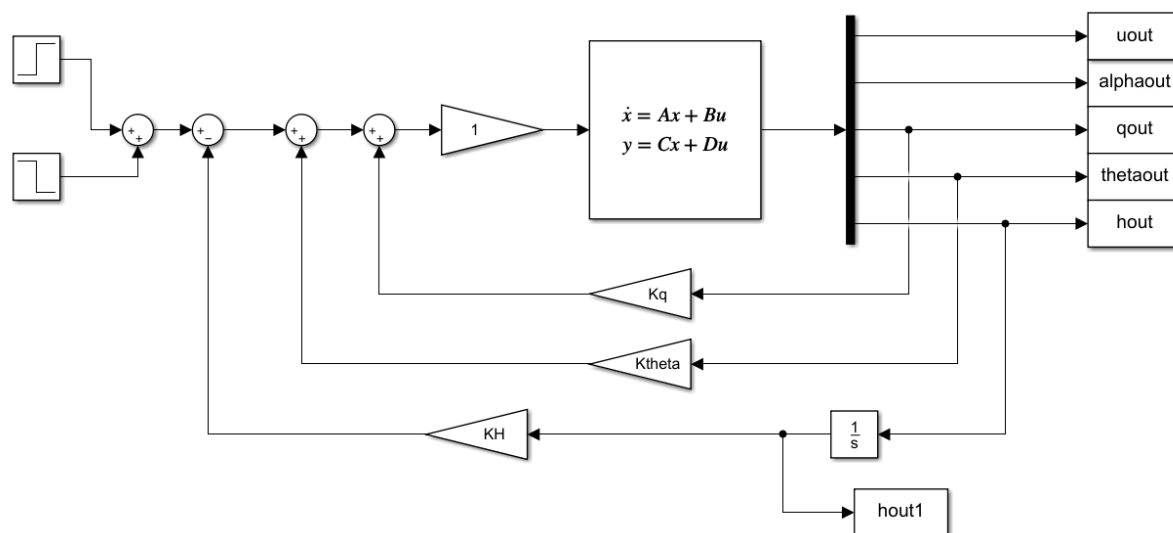 uout
alphaout
qout
thetaout
hout
+
+
+
−
+
+
+
+
1
ẋ = Ax + Bu
y = Cx + Du
Kq
Ktheta
KH
1
s
hout1